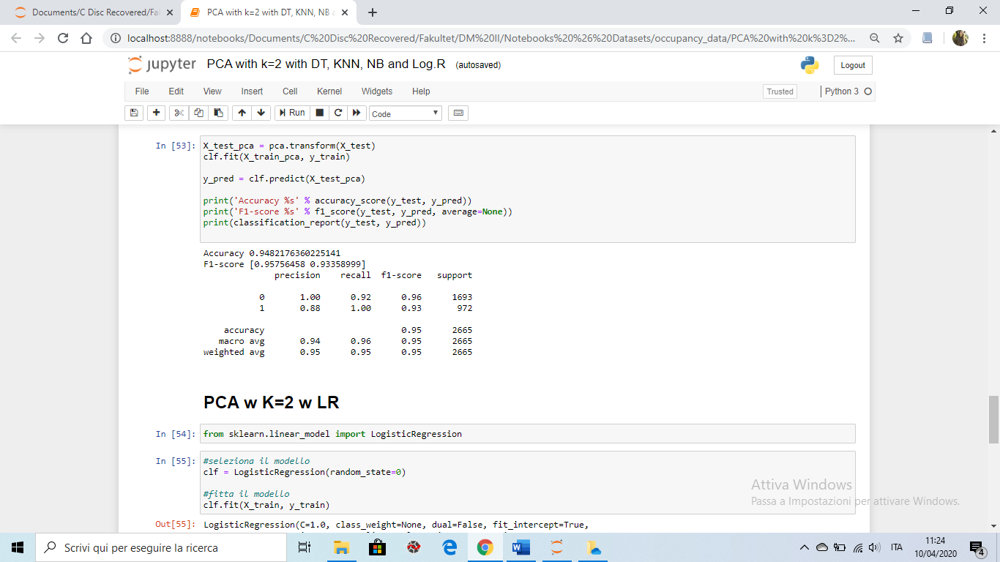 Documents/C Disc Recovered/Fa
PCA with k=2 with DT, KNN, NB a
localhost:8888/notebooks/Documents/C%20Disc%20Recovered/Fakultet/DM%20II/Notebooks%20%26%20Datasets/occupancy_data/PCA%20with%20k%3D2%...
jupyter PCA with k=2 with DT, KNN, NB and Log.R (autosaved)
Logout
File Edit View Insert Cell Kernel Widgets Help
Trusted
Python 3
Run
Code
In [53]: X_test_pca = pca.transform(X_test)
clf.fit(X_train_pca, y_train)
y_pred = clf.predict(X_test_pca)
print('Accuracy %s' % accuracy_score(y_test, y_pred))
print('F1-score %s' % f1_score(y_test, y_pred, average=None))
print(classification_report(y_test, y_pred))
Accuracy 0.9482176360225141
F1-score [0.95756458 0.93358999]
precision recall f1-score support
0 1.00 0.92 0.96 1693
1 0.88 1.00 0.93 972
accuracy 0.95 2665
macro avg 0.94 0.96 0.95 2665
weighted avg 0.95 0.95 0.95 2665
PCA w K=2 w LR
In [54]: from sklearn.linear_model import LogisticRegression
In [55]: #seleziona il modello
clf = LogisticRegression(random_state=0)
#fitta il modello
clf.fit(X_train, y_train)
Out[55]: LogisticRegression(C=1.0, class_weight=None, dual=False, fit_intercept=True,
Attiva Windows
Passa a Impostazioni per attivare Windows.
Scrivi qui per eseguire la ricerca
ITA
11:24
10/04/2020
4